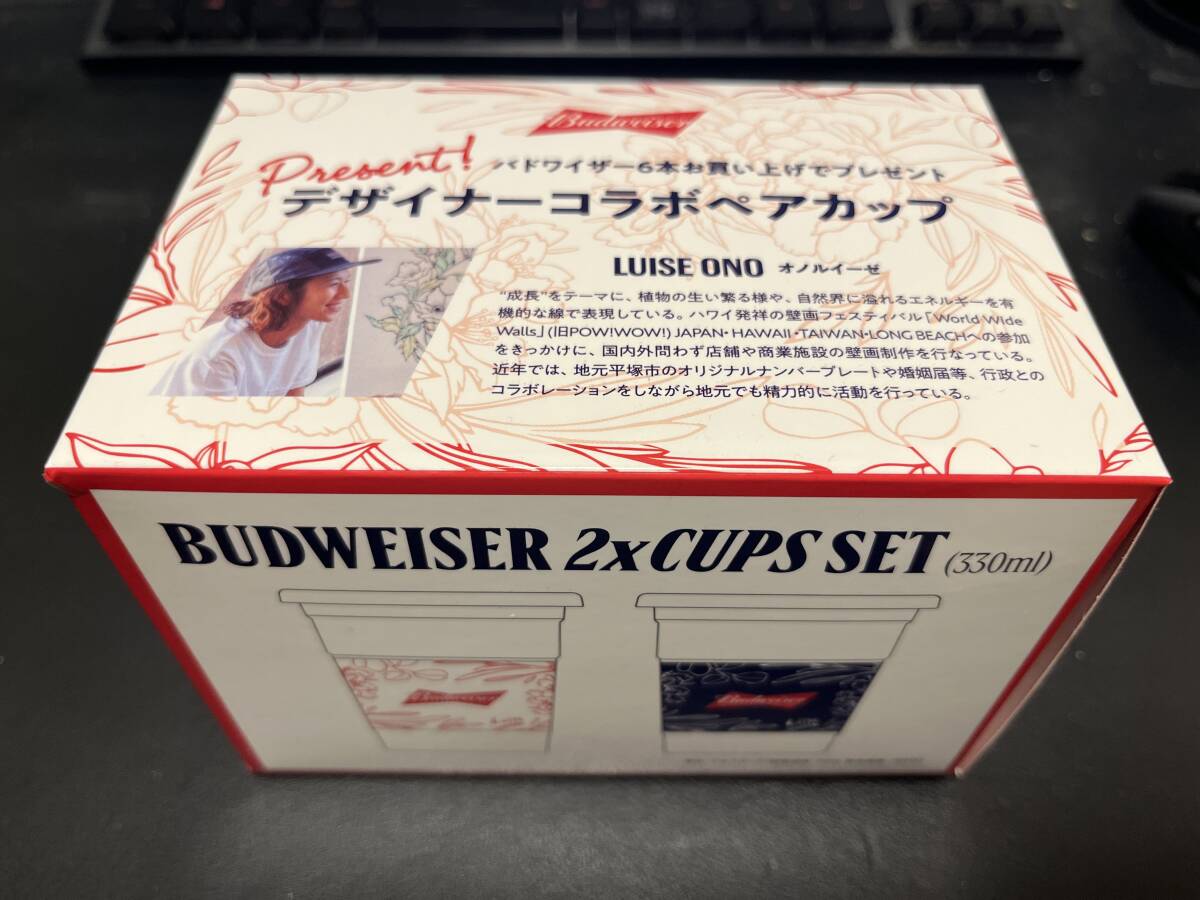 Budweiser
Present!
バドワイザー6本お買い上げでプレゼント
デザイナーコラボペアカップ
LUISE ONO オノルイーゼ
"成長"をテーマに、植物の生い繁る様や、自然界に溢れるエネルギーを有
機的な線で表現している。ハワイ発祥の壁画フェスティバル「World Wide
Walls」(旧POW!WOW!) JAPAN・HAWAII・TAIWAN・LONG BEACHへの参加
をきっかけに、国内外問わず店舗や商業施設の壁画制作を行なっている。
近年では、地元平塚市のオリジナルナンバープレートや婚姻届等、行政との
コラボレーションをしながら地元でも精力的に活動を行っている。
BUDWEISER 2xCUPS SET (330ml)
Budweiser
Budweiser